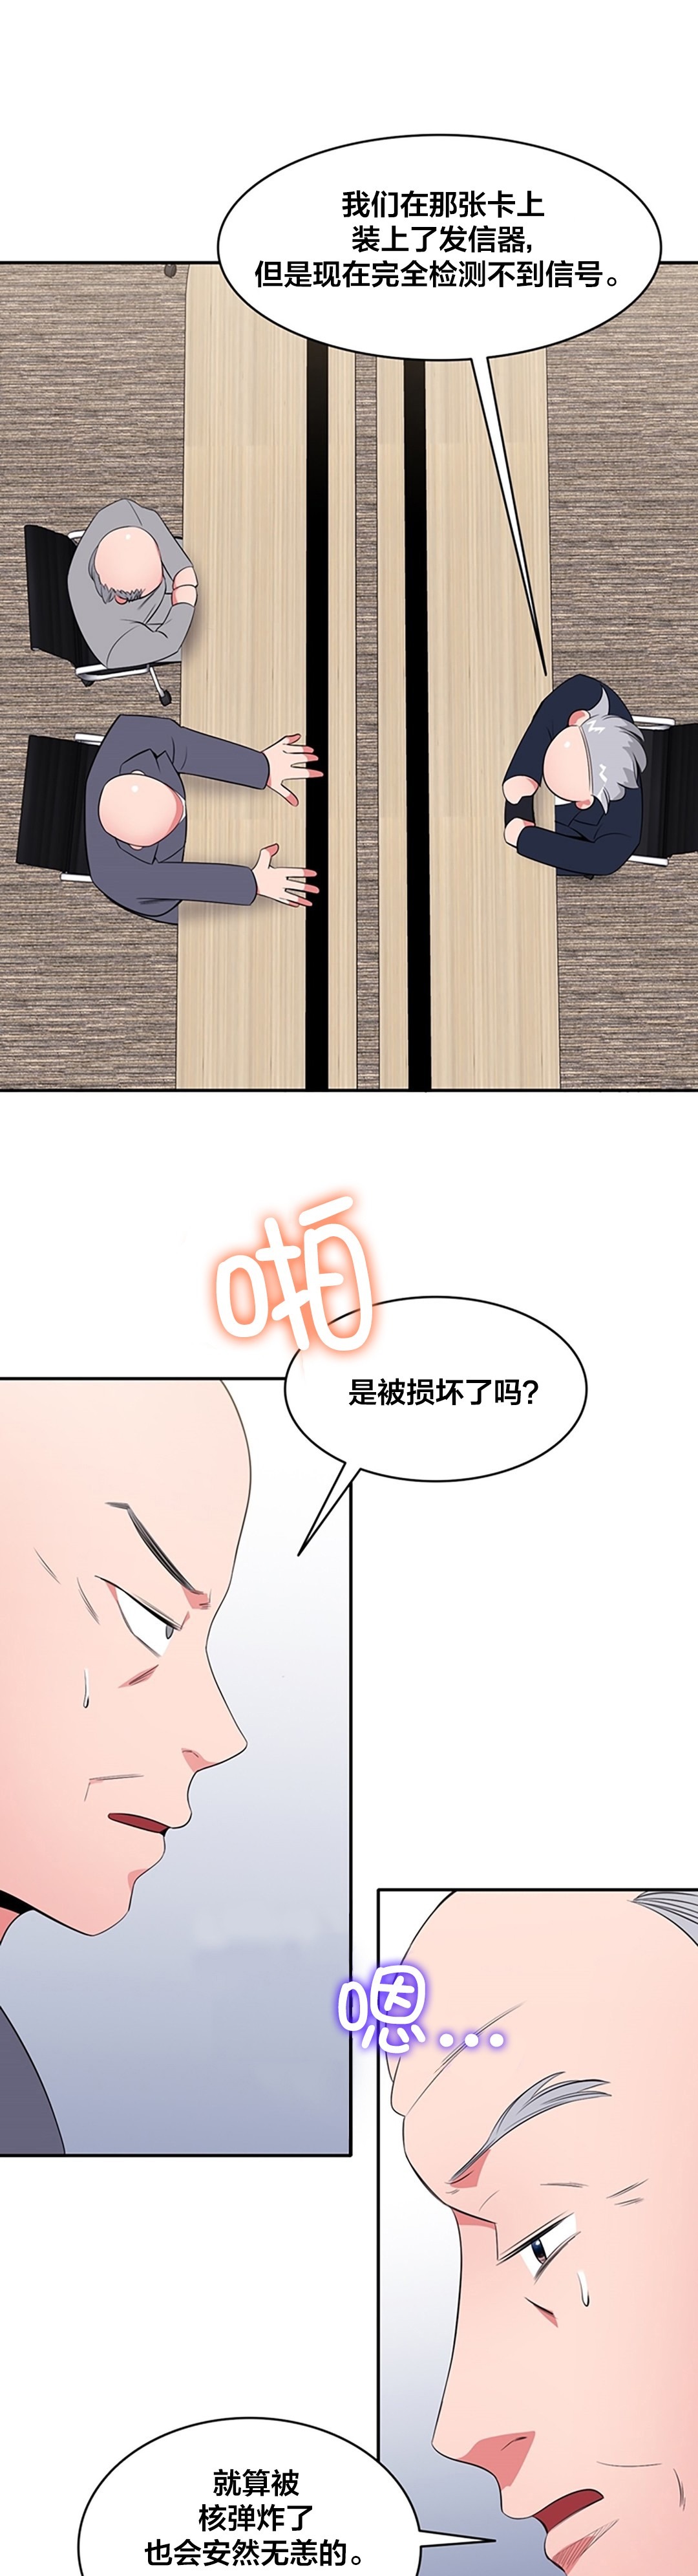 我们在那张卡上
装上了发信器,
但是现在完全检测不到信号。
啪
是被损坏了吗?
嗯...
就算被
核弹炸了
也会安然无恙的。